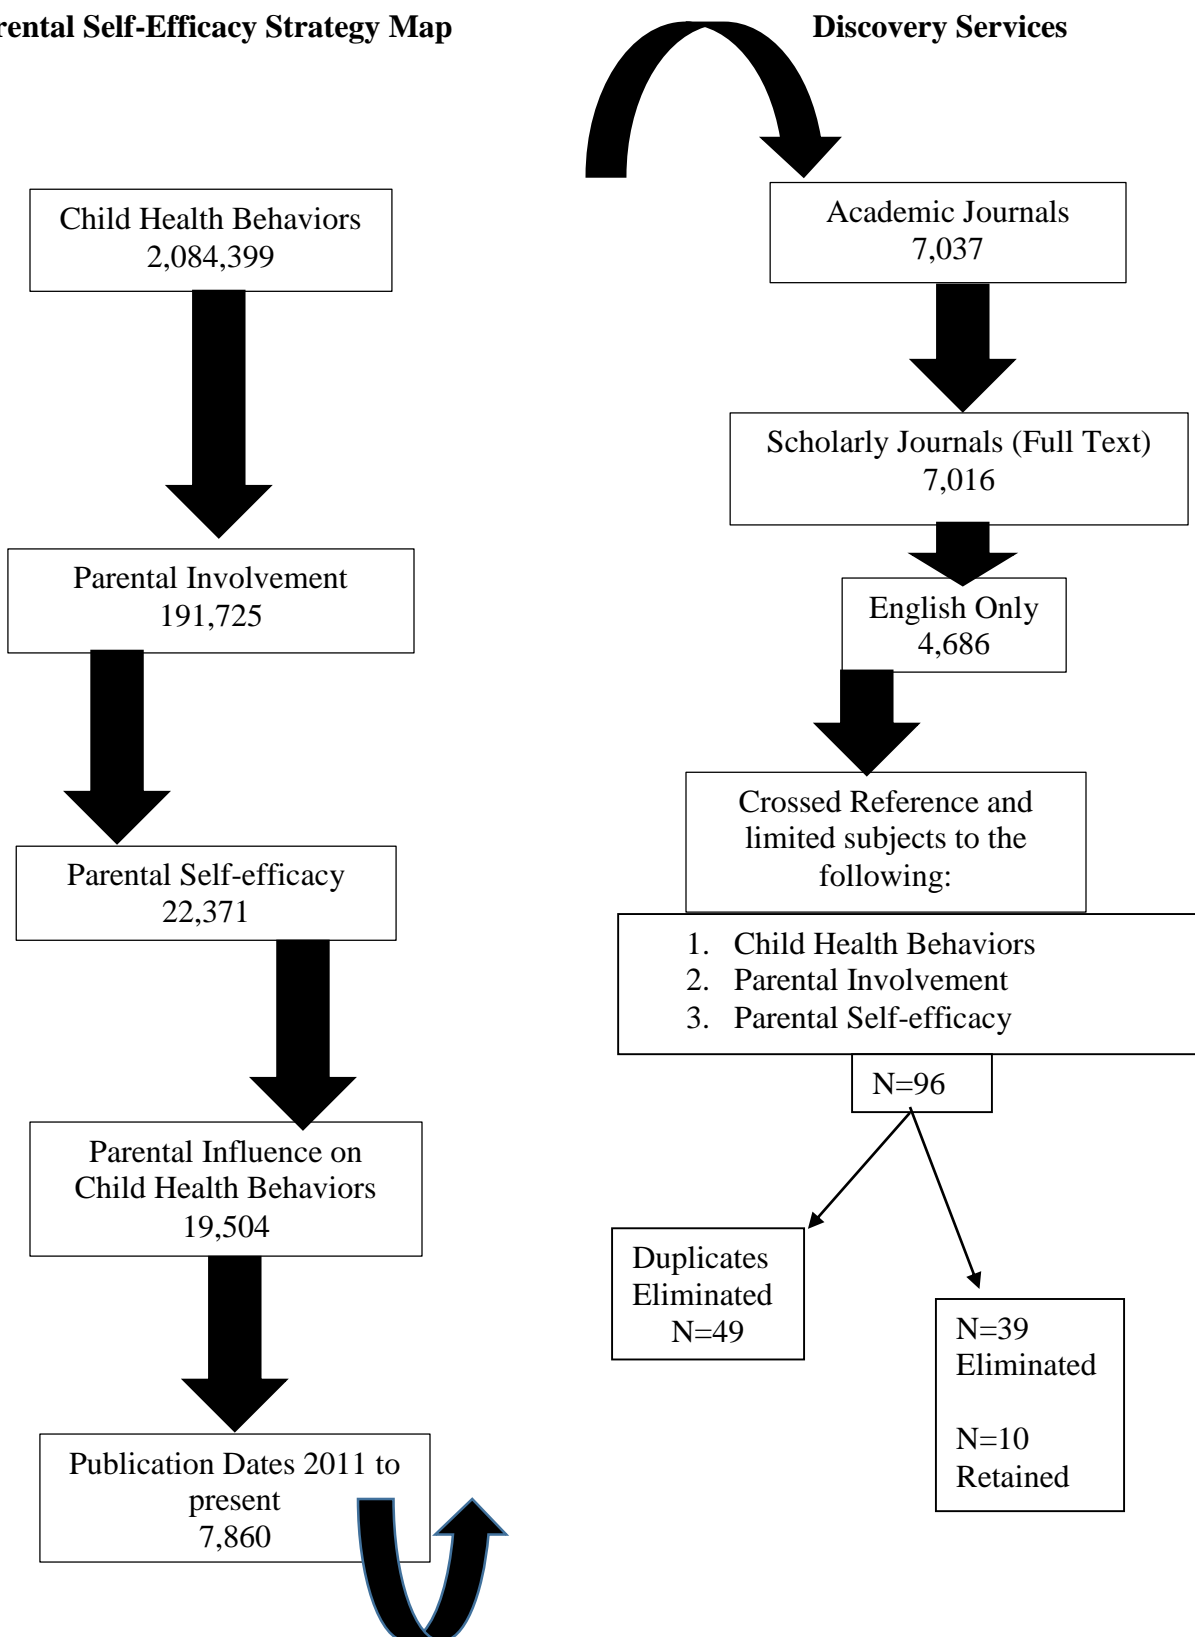 rental Self-Efficacy Strategy Map
Discovery Services
Child Health Behaviors
2,084,399
Parental Involvement
191,725
Parental Self-efficacy
22,371
Parental Influence on
Child Health Behaviors
19,504
Publication Dates 2011 to
present
7,860
Academic Journals
7,037
Scholarly Journals (Full Text)
7,016
English Only
4,686
Crossed Reference and
limited subjects to the
following:
1. Child Health Behaviors
2. Parental Involvement
3. Parental Self-efficacy
N=96
Duplicates
Eliminated
N=49
N=39
Eliminated
N=10
Retained